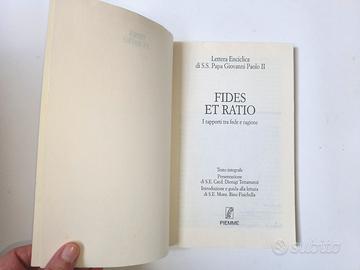 Lettera Enciclica
di S.S. Papa Giovanni Paolo II
FIDES
ET RATIO
I rapporti tra fede e ragione
Testo integrale
Presentazione
di S.E. Card. Dionigi Tettamanzi
Introduzione e guida alla lettura
di S.E. Mons. Rino Fisichella
PIEMME
subito